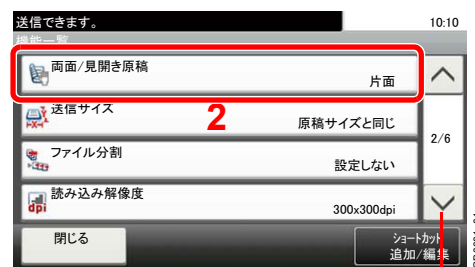 送信できます。
10:10
機能一覧
両面/見開き原稿
片面
2
送信サイズ
原稿サイズと同じ
2/6
ファイル分割
設定しない
読み込み解像度
dpi
300x300dpi
閉じる
ショートカット
追加/編集